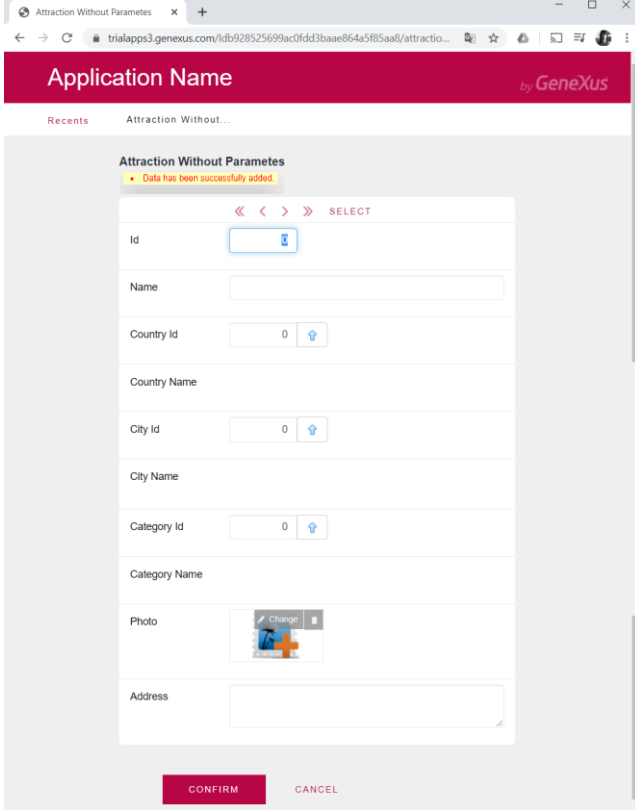 Attraction Without Parametes
trialapps3.genexus.com/Idb928525699ac0fdd3baae864a5f85aa8/attractio...
Application Name
by GeneXus
Recents
Attraction Without...
Attraction Without Parametes
Data has been successfully added.
SELECT
Id
0
Name
Country Id
0
Country Name
City Id
0
City Name
Category Id
0
Category Name
Photo
Change
Address
CONFIRM
CANCEL